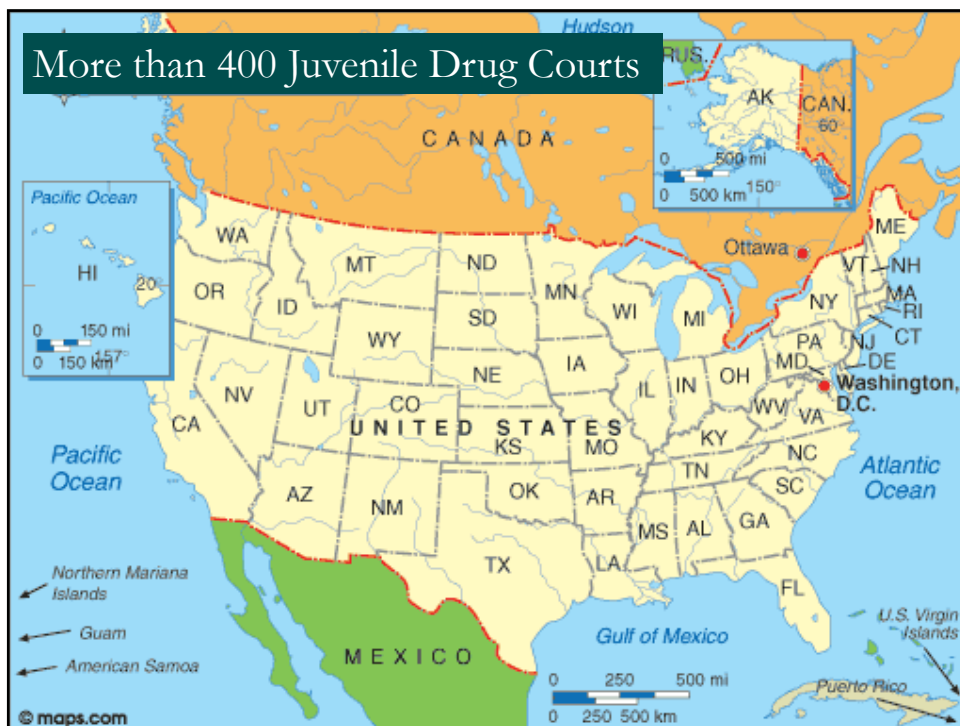 More than 400 Juvenile Drug Courts
Hudson
RUS.
AK
CAN.
60°
0
500 mi
0
500 km
150°
CANADA
Pacific Ocean
HI
20
0
150 mi
0
150 km
157°
Ottawa
ME
WA
MT
ND
MN
VT
NH
OR
ID
SD
WI
MI
NY
MA
RI
CT
WY
IA
PA
NJ
NE
MD
DE
NV
UT
CO
IL
IN
OH
Washington,
D.C.
CA
WV
VA
UNITED STATES
KS
MO
KY
NC
Pacific
Ocean
TN
Atlantic
Ocean
AZ
NM
OK
AR
SC
MS
AL
GA
TX
LA
FL
Northern Mariana
Islands
Guam
American Samoa
MEXICO
Gulf of Mexico
U.S. Virgin
Islands
Puerto Rico
0
250
500 mi
0
250
500 km
© maps.com